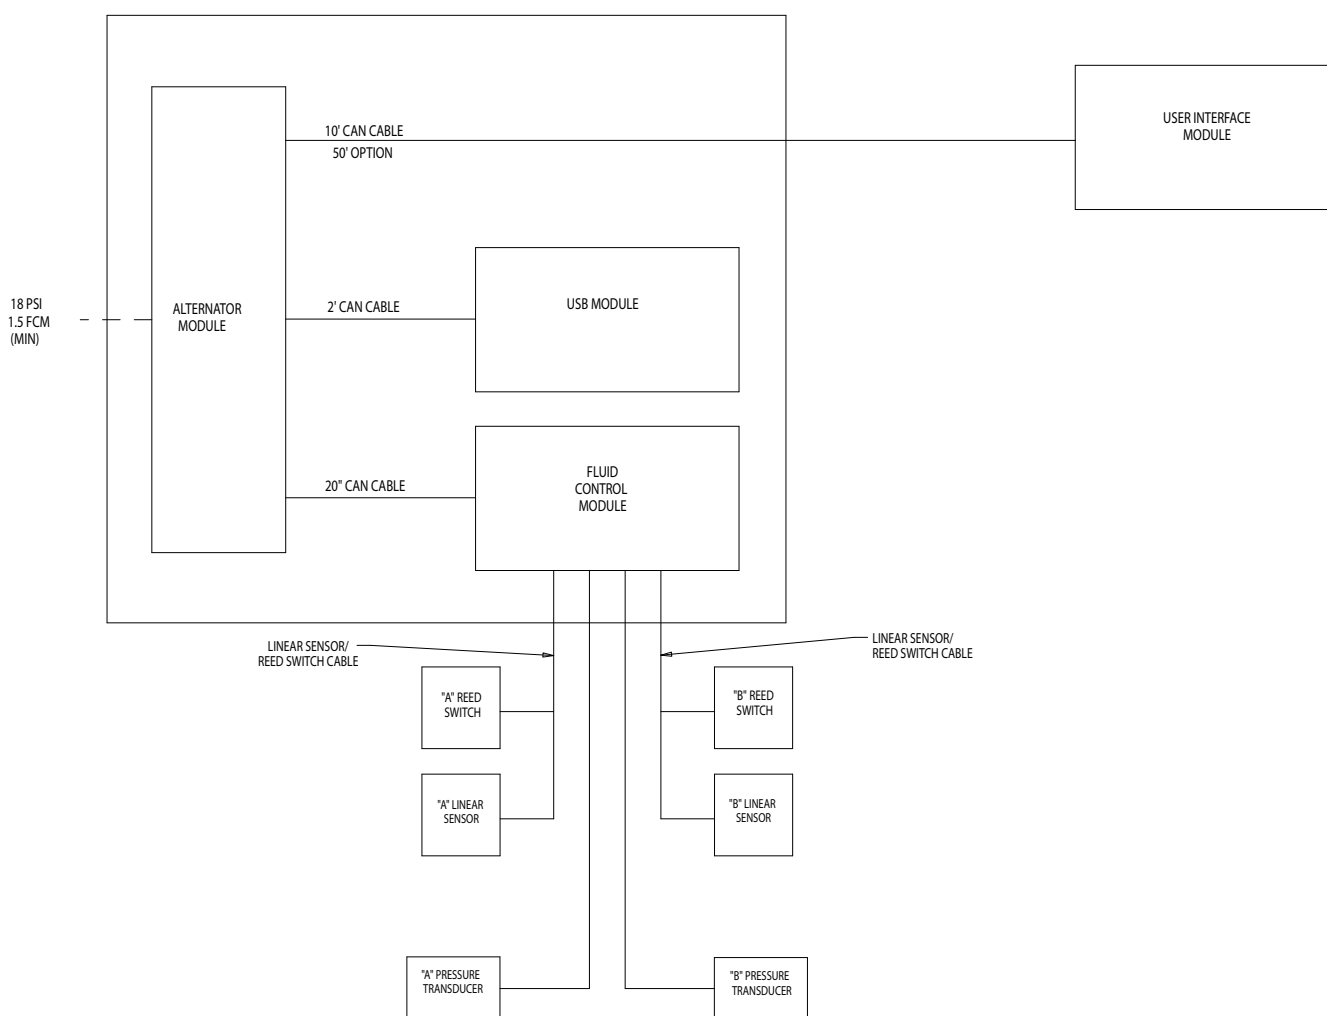 USER INTERFACE
MODULE
10' CAN CABLE
50' OPTION
18 PSI
1.5 FCM
(MIN)
ALTERNATOR
MODULE
2' CAN CABLE
USB MODULE
20" CAN CABLE
FLUID
CONTROL
MODULE
LINEAR SENSOR/
REED SWITCH CABLE
LINEAR SENSOR/
REED SWITCH CABLE
"A" REED
SWITCH
"B" REED
SWITCH
"A" LINEAR
SENSOR
"B" LINEAR
SENSOR
"A" PRESSURE
TRANSDUCER
"B" PRESSURE
TRANSDUCER